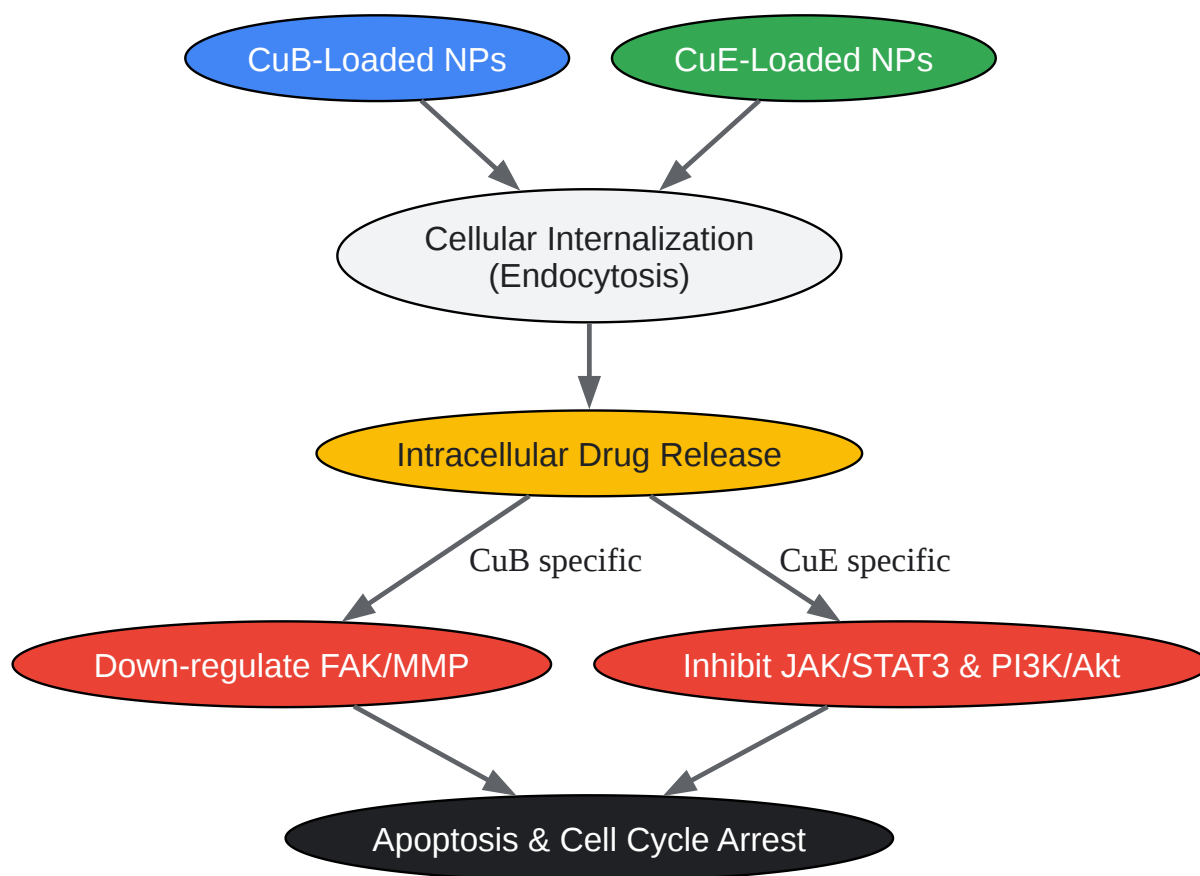 CuB-Loaded NPs
CuE-Loaded NPs
Cellular Internalization
(Endocytosis)
Intracellular Drug Release
CuB specific
CuE specific
Down-regulate FAK/MMP
Inhibit JAK/STAT3 & PI3K/Akt
Apoptosis & Cell Cycle Arrest